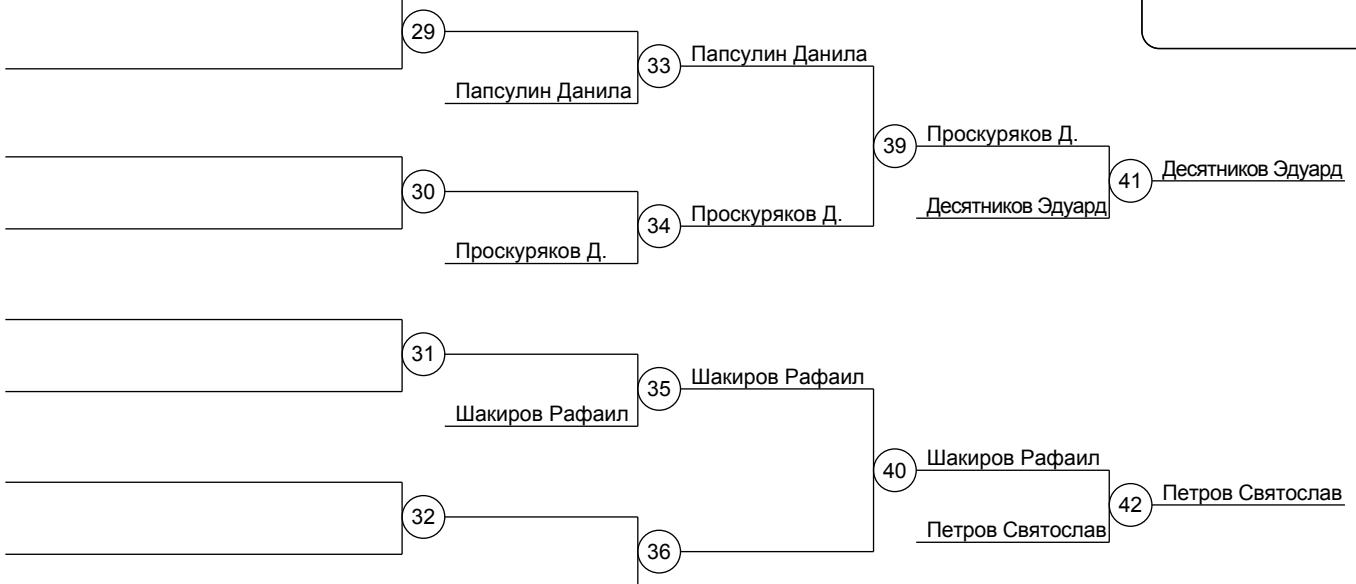 29
33
Папсулин Данила
Папсулин Данила
39
Проскуряков Д.
41
Десятников Эдуард
30
34
Проскуряков Д.
Десятников Эдуард
Проскуряков Д.
31
35
Шакиров Рафаил
Шакиров Рафаил
40
Шакиров Рафаил
42
Петров Святослав
32
36
Петров Святослав